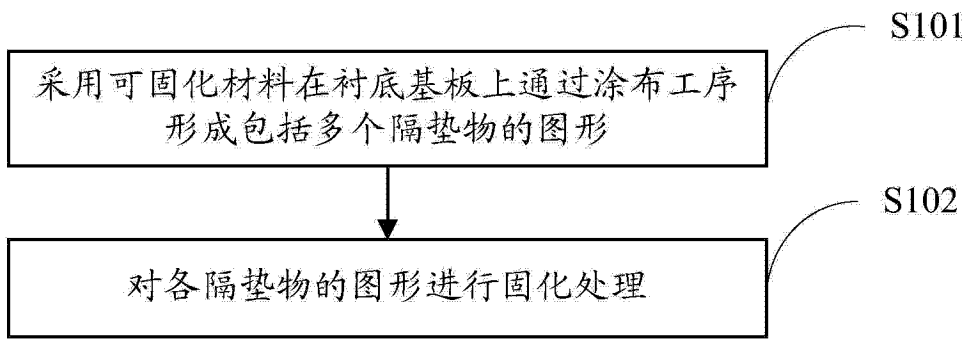 S101
采用可固化材料在衬底基板上通过涂布工序
形成包括多个隔垫物的图形
S102
对各隔垫物的图形进行固化处理